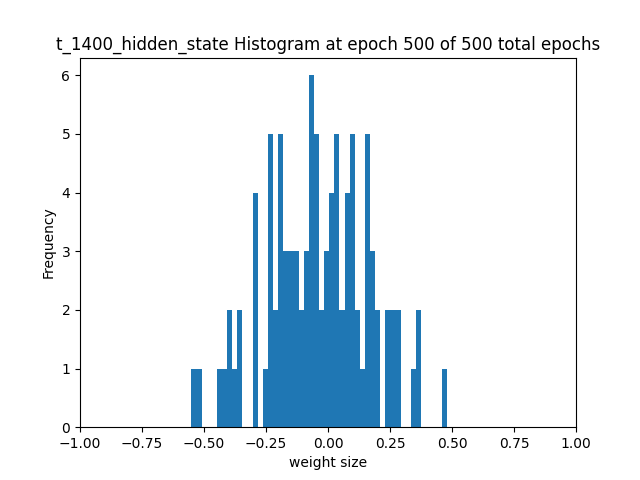 t_1400_hidden_state Histogram at epoch 500 of 500 total epochs
Frequency
6
5
4
3
2
1
0
−1.00 −0.75 −0.50 −0.25 0.00 0.25 0.50 0.75 1.00
weight size